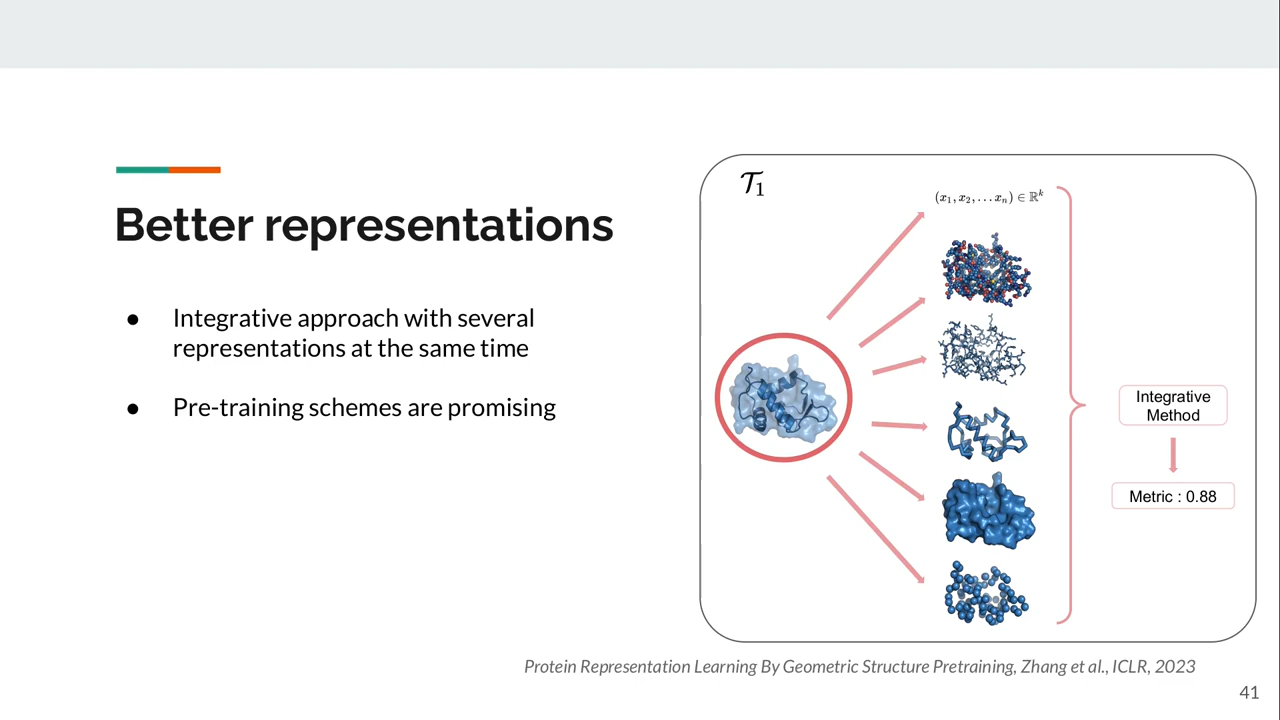 Better representations
● Integrative approach with several
representations at the same time
● Pre-training schemes are promising
𝒯₁
(x₁, x₂, … xₙ) ∈ ℝᵏ
Integrative
Method
Metric : 0.88
Protein Representation Learning By Geometric Structure Pretraining, Zhang et al., ICLR, 2023
41